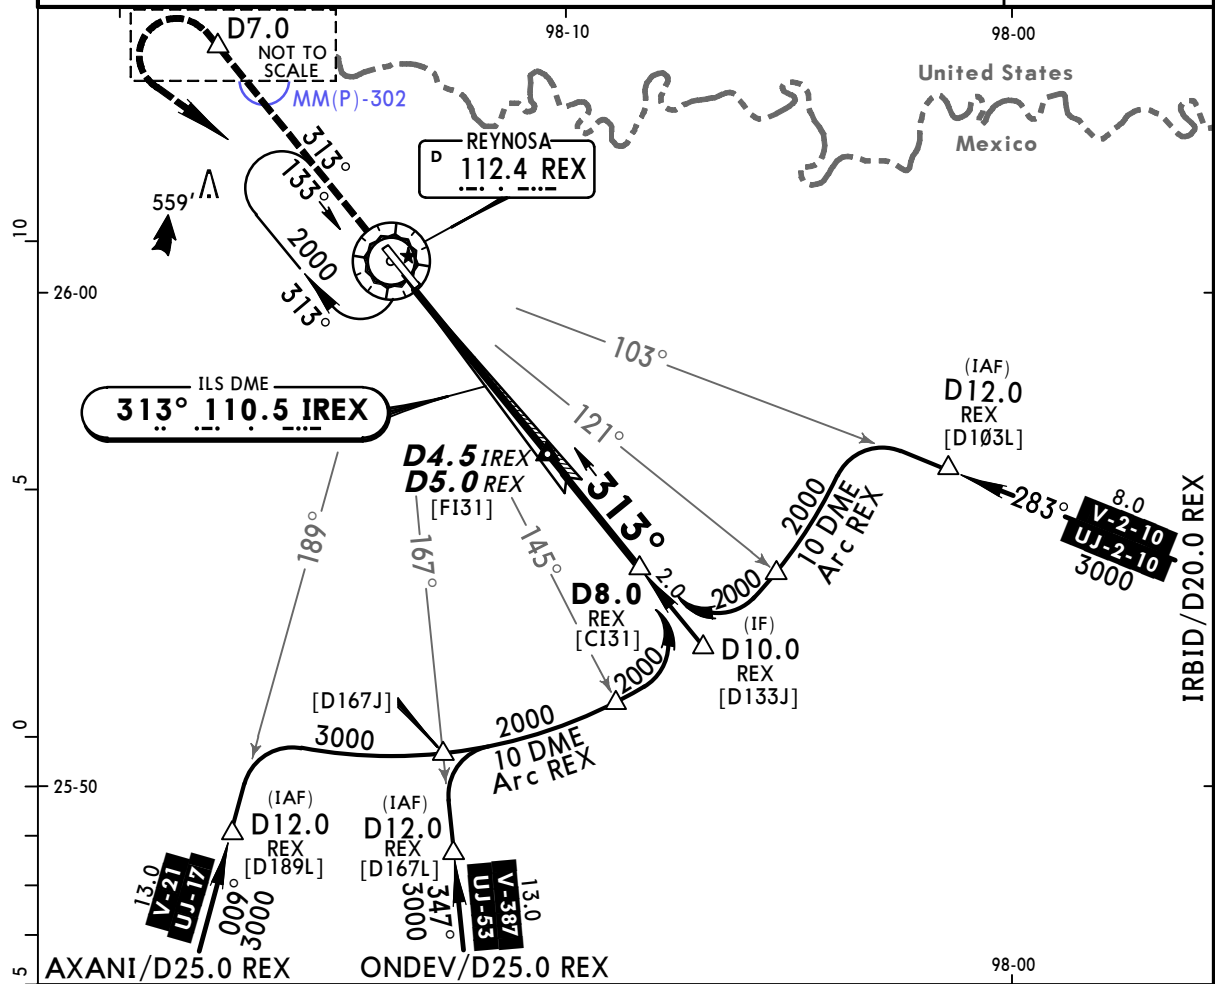 D7.0
NOT TO
SCALE
98-10
98-00
MM(P)-302
United States
Mexico
313°
133°
REYNOSA
D 112.4 REX
559'
2000
313°
10
26-00
103°
ILS DME
313° 110.5 IREX
(IAF)
D12.0
REX
[D103L]
121°
D4.5 IREX
D5.0 REX
[FI31]
313°
5
189°
167°
145°
2000
10 DME
Arc REX
283°
8.0
V-2-10
UJ-2-10
3000
IRBID/D20.0 REX
D8.0
REX
[CI31]
2.0
2000
(IF)
D10.0
REX
[D133J]
2000
[D167J]
3000
2000
10 DME
Arc REX
0
25-50
(IAF)
D12.0
REX
[D189L]
(IAF)
D12.0
REX
[D167L]
13.0
V-21
UJ-17
009°
3000
347°
3000
UJ-53
V-387
13.0
AXANI/D25.0 REX
ONDEV/D25.0 REX
98-00
5